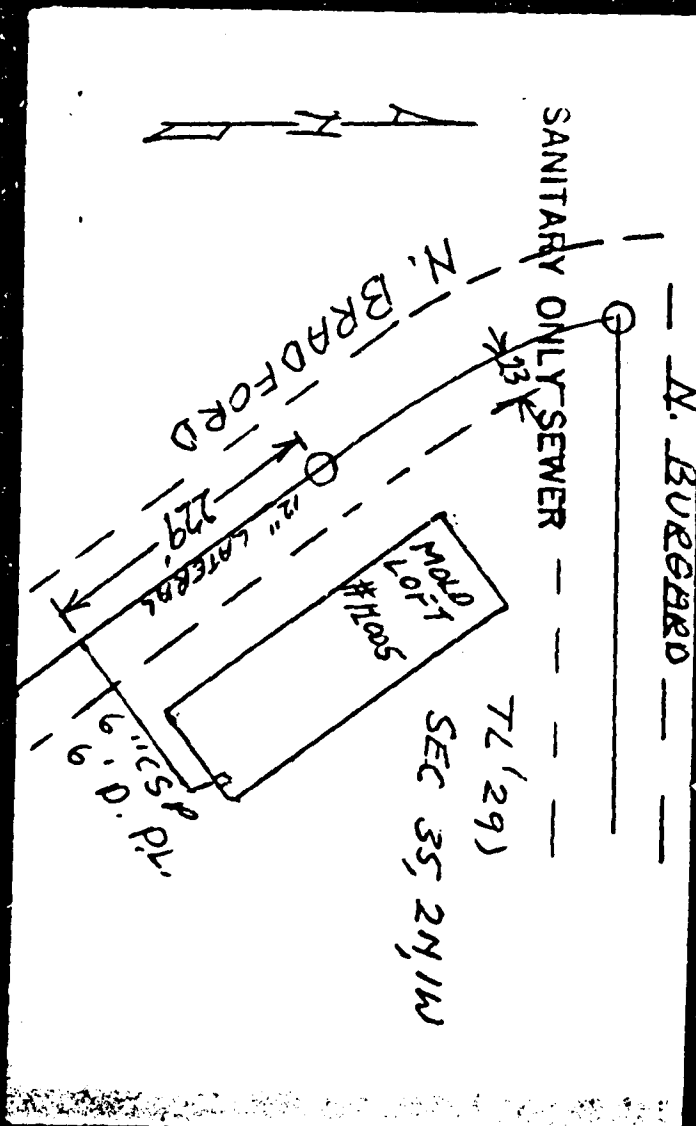 N
SANITARY ONLY SEWER
N. BURGARD
N. BRADFORD
23
229'
12" LATERAL
MOLD
LOFT
#11005
TL '29)
SEC 35, 2N, 1W
6" CSP
6' D. P.L.